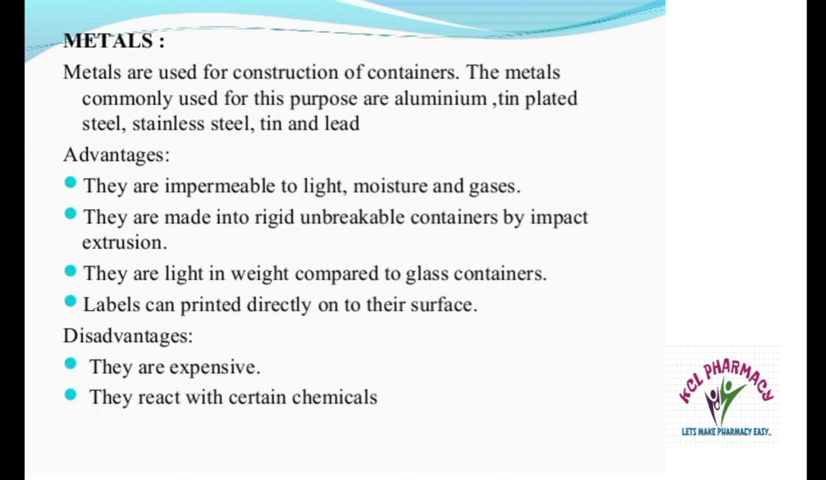 METALS :
Metals are used for construction of containers. The metals
commonly used for this purpose are aluminium ,tin plated
steel, stainless steel, tin and lead
Advantages:
They are impermeable to light, moisture and gases.
They are made into rigid unbreakable containers by impact
extrusion.
They are light in weight compared to glass containers.
Labels can printed directly on to their surface.
Disadvantages:
They are expensive.
They react with certain chemicals
KCL PHARMACY
LETS MAKE PHARMACY EASY..